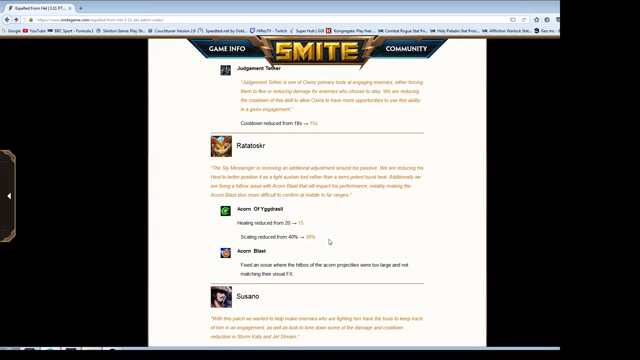 www.smitegame.com/expelled-from-hel-3-11-pts-patch-notes/
Search
Google
YouTube
BBC Sport - Formula 1
GAME INFO
SMITE
COMMUNITY
Judgement Tether
"Judgement Tether is one of Osiris' primary tools at engaging enemies, either forcing
them to flee or reducing damage for enemies who choose to stay. We are reducing
the cooldown of this skill to allow Osiris to have more opportunities to use this ability
in a given engagement."
Cooldown reduced from 18s → 15s
Ratatoskr
"The Sly Messenger is receiving an additional adjustment around his passive. We are reducing his
Heal to better position it as a light sustain tool rather than a semi-potent burst heal. Additionally we
are fixing a hitbox issue with Acorn Blast that will impact his performance, notably making the
Acorn Blast stun more difficult to confirm at middle to far ranges."
Acorn Of Yggdrasil
Healing reduced from 20 → 15
Scaling reduced from 40% → 30%
Acorn Blast
Fixed an issue where the hitbox of the acorn projectiles were too large and not
matching their visual FX.
Susano
"With this patch we wanted to help make enemies who are fighting him have the tools to keep track
of him in an engagement, as well as look to tone down some of the damage and cooldown
reduction in Storm Kata and Jet Stream."